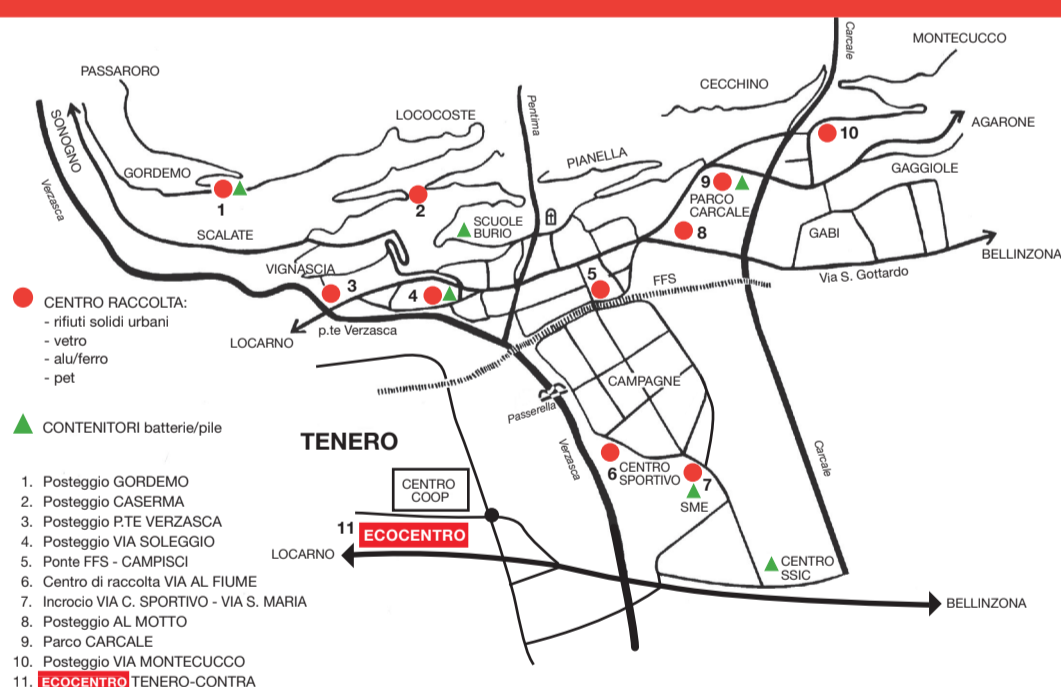 Carcale
MONTECUCCO
PASSARORO
CECCHINO
Pentima
LOCOCOSTE
SONOGNO
AGARONE
10
PIANELLA
GORDEMO
GAGGIOLE
Verzasca
1
2
9
PARCO
CARCALE
SCUOLE
BURIO
8
GABI
SCALATE
BELLINZONA
VIGNASCIA
5
FFS
Via S. Gottardo
3
4
CENTRO RACCOLTA:
- rifiuti solidi urbani
- vetro
- alu/ferro
- pet
p.te Verzasca
LOCARNO
CAMPAGNE
Passerella
CONTENITORI batterie/pile
TENERO
Verzasca
Carcale
6
CENTRO
SPORTIVO
7
SME
CENTRO
COOP
1. Posteggio GORDEMO
2. Posteggio CASERMA
3. Posteggio P.TE VERZASCA
4. Posteggio VIA SOLEGGIO
5. Ponte FFS - CAMPISCI
6. Centro di raccolta VIA AL FIUME
7. Incrocio VIA C. SPORTIVO - VIA S. MARIA
8. Posteggio AL MOTTO
9. Parco CARCALE
10. Posteggio VIA MONTECUCCO
11. ECOCENTRO TENERO-CONTRA
11 ECOCENTRO
LOCARNO
CENTRO
SSIC
BELLINZONA